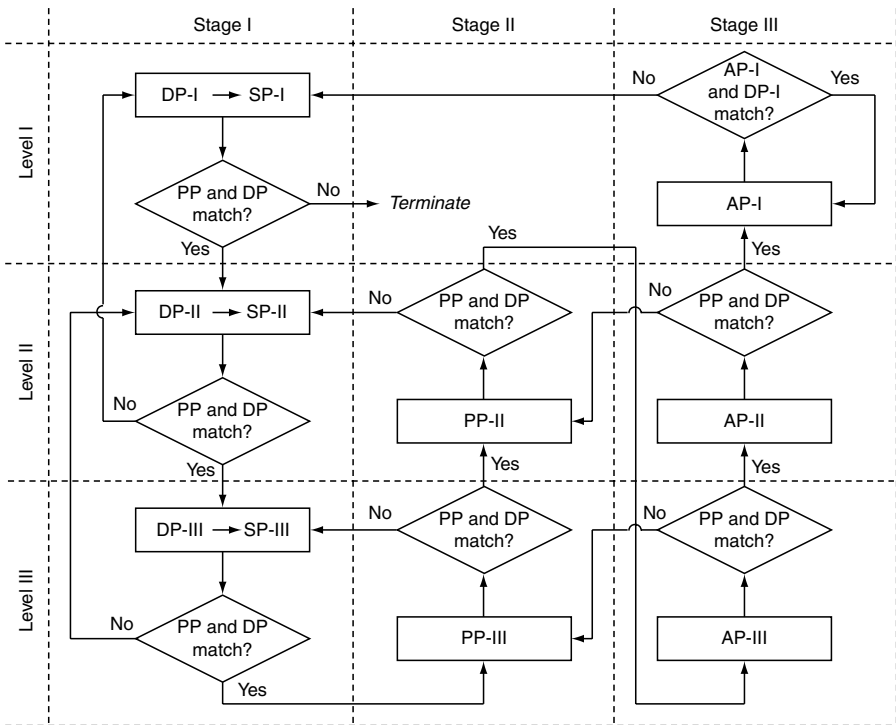 Stage I
Stage II
Stage III
Level I
DP-I
SP-I
No
AP-I
and DP-I
match?
Yes
PP and DP
match?
No
Terminate
Yes
AP-I
Yes
Yes
Level II
DP-II
SP-II
No
PP and DP
match?
No
PP and DP
match?
No
PP and DP
match?
Yes
PP-II
Yes
AP-II
Yes
Level III
DP-III
SP-III
No
PP and DP
match?
No
PP and DP
match?
No
PP and DP
match?
Yes
PP-III
AP-III